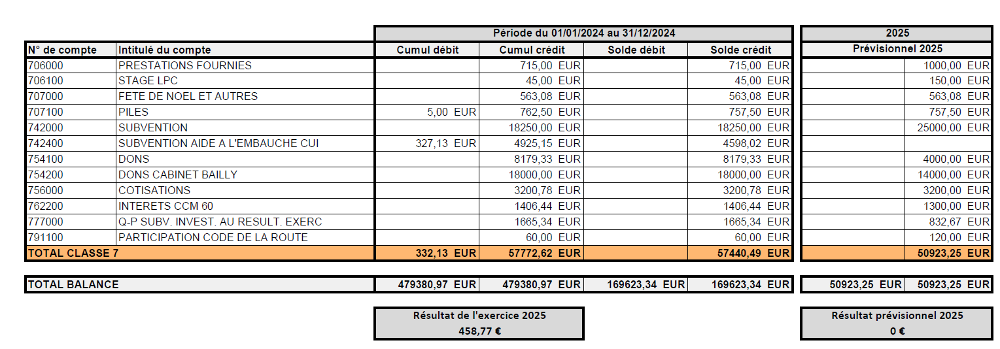 Période du 01/01/2024 au 31/12/2024 2025
N° de compte Intitulé du compte Cumul débit Cumul crédit Solde débit Solde crédit Prévisionnel 2025
706000 PRESTATIONS FOURNIES 715,00 EUR 715,00 EUR 1000,00 EUR
706100 STAGE LPC 45,00 EUR 45,00 EUR 150,00 EUR
707000 FETE DE NOEL ET AUTRES 563,08 EUR 563,08 EUR 563,08 EUR
707100 PILES 5,00 EUR 762,50 EUR 757,50 EUR 757,50 EUR
742000 SUBVENTION 18250,00 EUR 18250,00 EUR 25000,00 EUR
742400 SUBVENTION AIDE A L'EMBAUCHE CUI 327,13 EUR 4925,15 EUR 4598,02 EUR
754100 DONS 8179,33 EUR 8179,33 EUR 4000,00 EUR
754200 DONS CABINET BAILLY 18000,00 EUR 18000,00 EUR 14000,00 EUR
756000 COTISATIONS 3200,78 EUR 3200,78 EUR 3200,00 EUR
762200 INTERETS CCM 60 1406,44 EUR 1406,44 EUR 1300,00 EUR
777000 Q-P SUBV. INVEST. AU RESULT. EXERC 1665,34 EUR 1665,34 EUR 832,67 EUR
791100 PARTICIPATION CODE DE LA ROUTE 60,00 EUR 60,00 EUR 120,00 EUR
TOTAL CLASSE 7 332,13 EUR 57772,62 EUR 57440,49 EUR 50923,25 EUR
TOTAL BALANCE 479380,97 EUR 479380,97 EUR 169623,34 EUR 169623,34 EUR 50923,25 EUR 50923,25 EUR
Résultat de l'exercice 2025 Résultat prévisionnel 2025
458,77 € 0 €